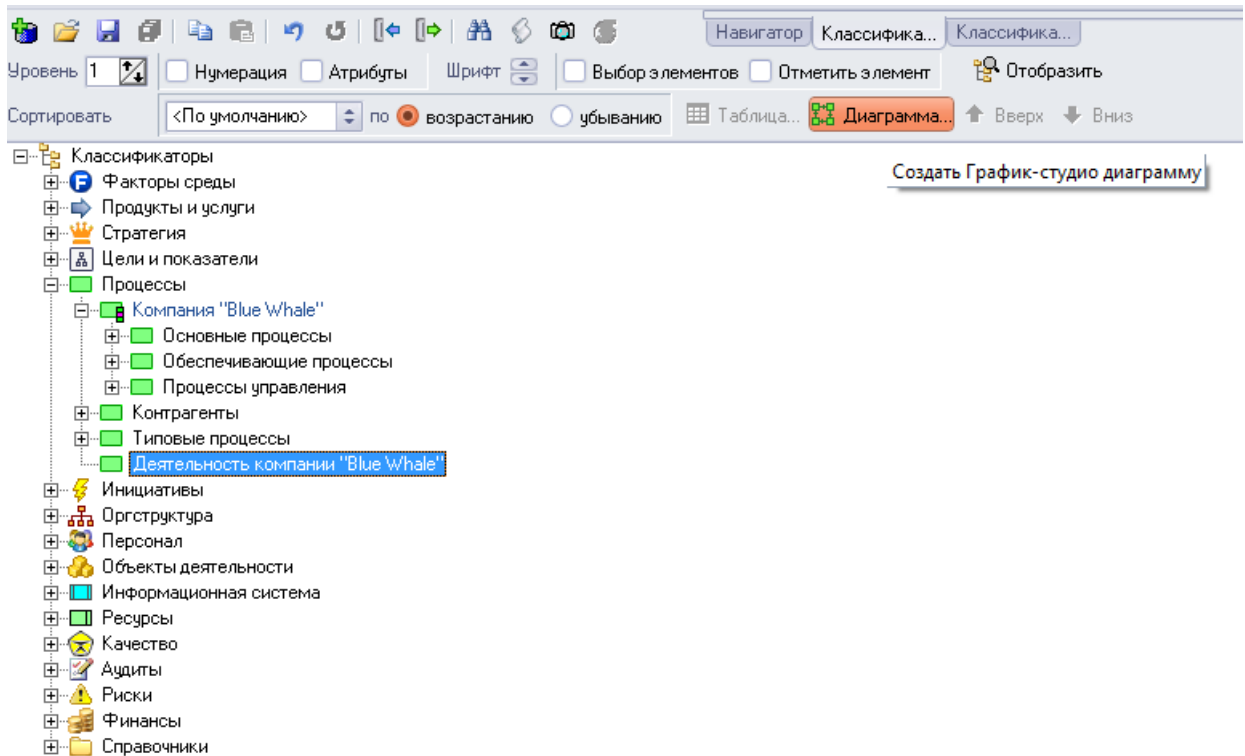 Навигатор Классифика... Классифика...
Уровень 1 Нумерация Атрибуты Шрифт Выбор элементов Отметить элемент Отобразить
Сортировать <По умолчанию> по возрастанию убыванию Таблица... Диаграмма... Вверх Вниз
Создать График-студио диаграмму
Классификаторы
Факторы среды
Продукты и услуги
Стратегия
Цели и показатели
Процессы
Компания "Blue Whale"
Основные процессы
Обеспечивающие процессы
Процессы управления
Контрагенты
Типовые процессы
Деятельность компании "Blue Whale"
Инициативы
Оргструктура
Персонал
Объекты деятельности
Информационная система
Ресурсы
Качество
Аудиты
Риски
Финансы
Справочники